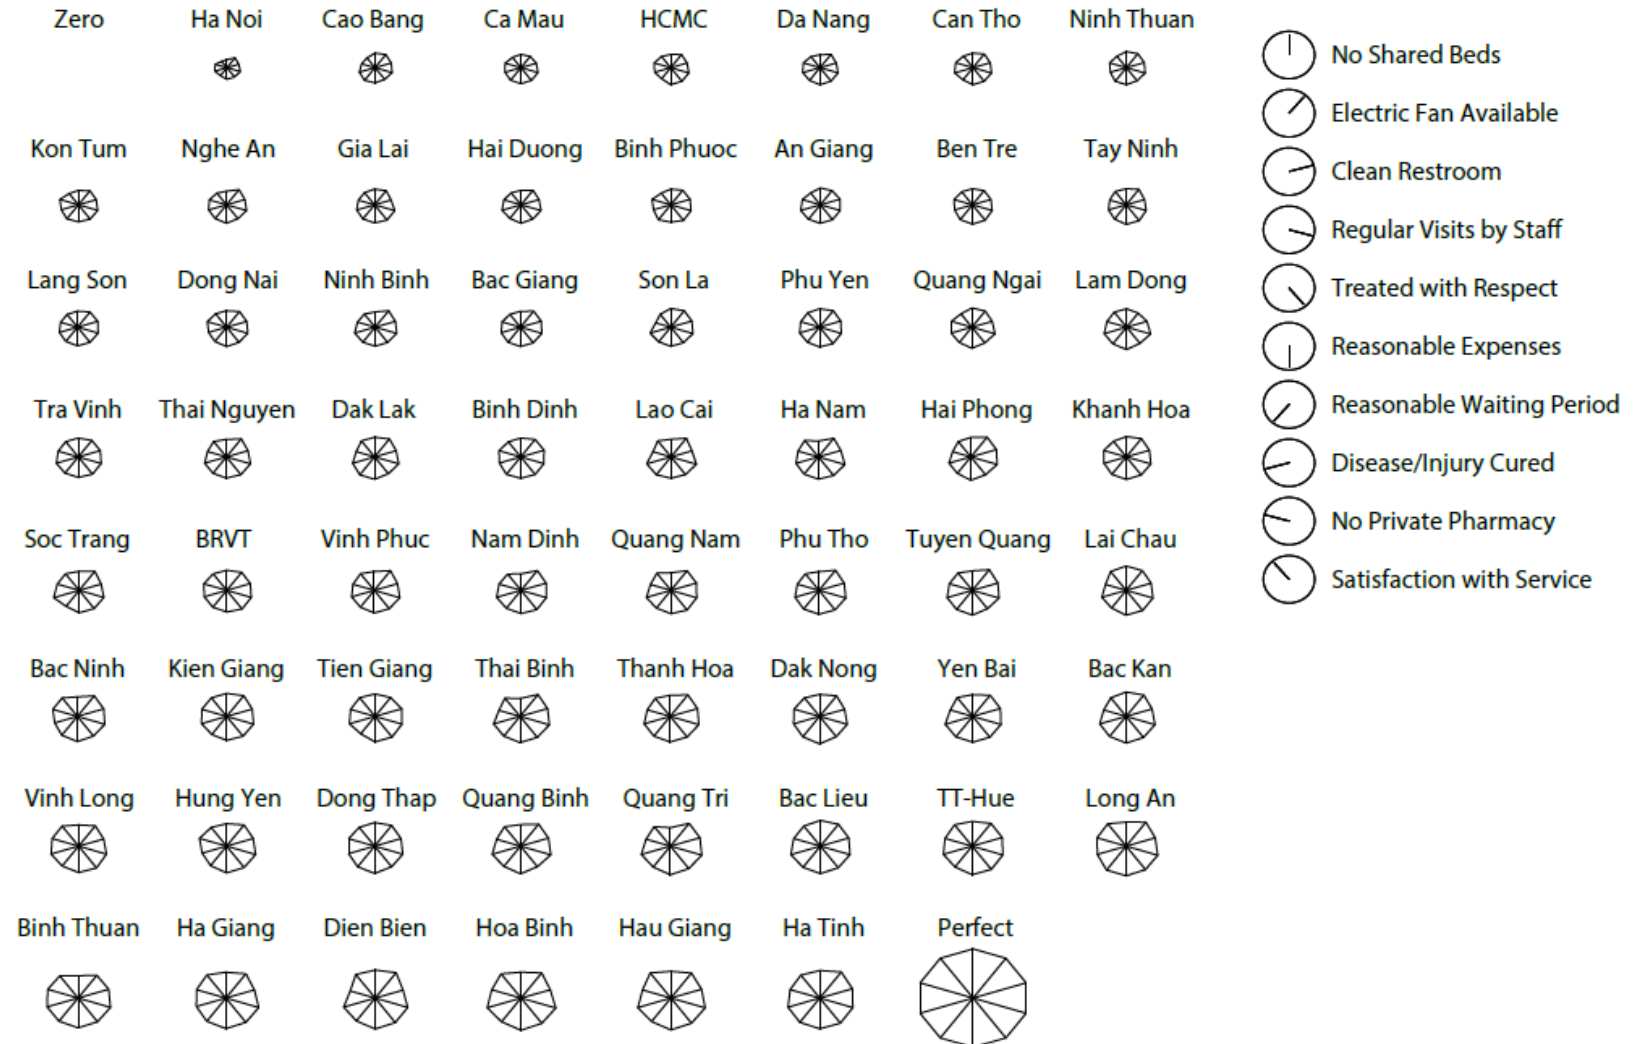 Zero Ha Noi Cao Bang Ca Mau HCMC Da Nang Can Tho Ninh Thuan
Kon Tum Nghe An Gia Lai Hai Duong Binh Phuoc An Giang Ben Tre Tay Ninh
Lang Son Dong Nai Ninh Binh Bac Giang Son La Phu Yen Quang Ngai Lam Dong
Tra Vinh Thai Nguyen Dak Lak Binh Dinh Lao Cai Ha Nam Hai Phong Khanh Hoa
Soc Trang BRVT Vinh Phuc Nam Dinh Quang Nam Phu Tho Tuyen Quang Lai Chau
Bac Ninh Kien Giang Tien Giang Thai Binh Thanh Hoa Dak Nong Yen Bai Bac Kan
Vinh Long Hung Yen Dong Thap Quang Binh Quang Tri Bac Lieu TT-Hue Long An
Binh Thuan Ha Giang Dien Bien Hoa Binh Hau Giang Ha Tinh Perfect
No Shared Beds
Electric Fan Available
Clean Restroom
Regular Visits by Staff
Treated with Respect
Reasonable Expenses
Reasonable Waiting Period
Disease/Injury Cured
No Private Pharmacy
Satisfaction with Service